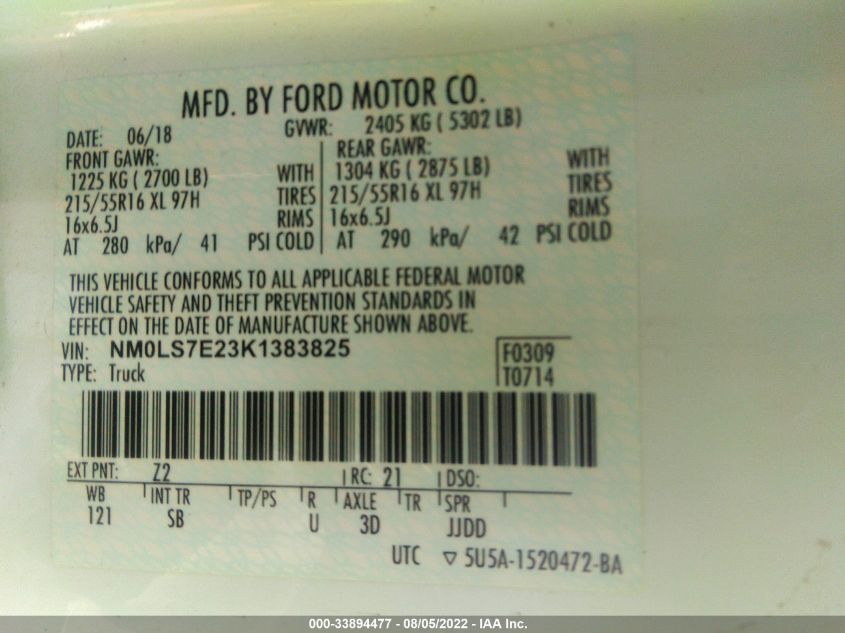 MFD. BY FORD MOTOR CO.
DATE: 06/18 GVWR: 2405 KG ( 5302 LB)
FRONT GAWR: REAR GAWR:
1225 KG ( 2700 LB) WITH 1304 KG ( 2875 LB) WITH
215/55R16 XL 97H TIRES 215/55R16 XL 97H TIRES
16x6.5J RIMS 16x6.5J RIMS
AT 280 kPa/ 41 PSI COLD AT 290 kPa/ 42 PSI COLD
THIS VEHICLE CONFORMS TO ALL APPLICABLE FEDERAL MOTOR
VEHICLE SAFETY AND THEFT PREVENTION STANDARDS IN
EFFECT ON THE DATE OF MANUFACTURE SHOWN ABOVE.
VIN: NM0LS7E23K1383825 F0309
TYPE: Truck T0714
EXT PNT: Z2 RC: 21 DSO:
WB INT TR TP/PS R AXLE TR SPR
121 SB U 3D JJDD
UTC ▽ 5U5A-1520472-BA
000-33894477 - 08/05/2022 - IAA Inc.